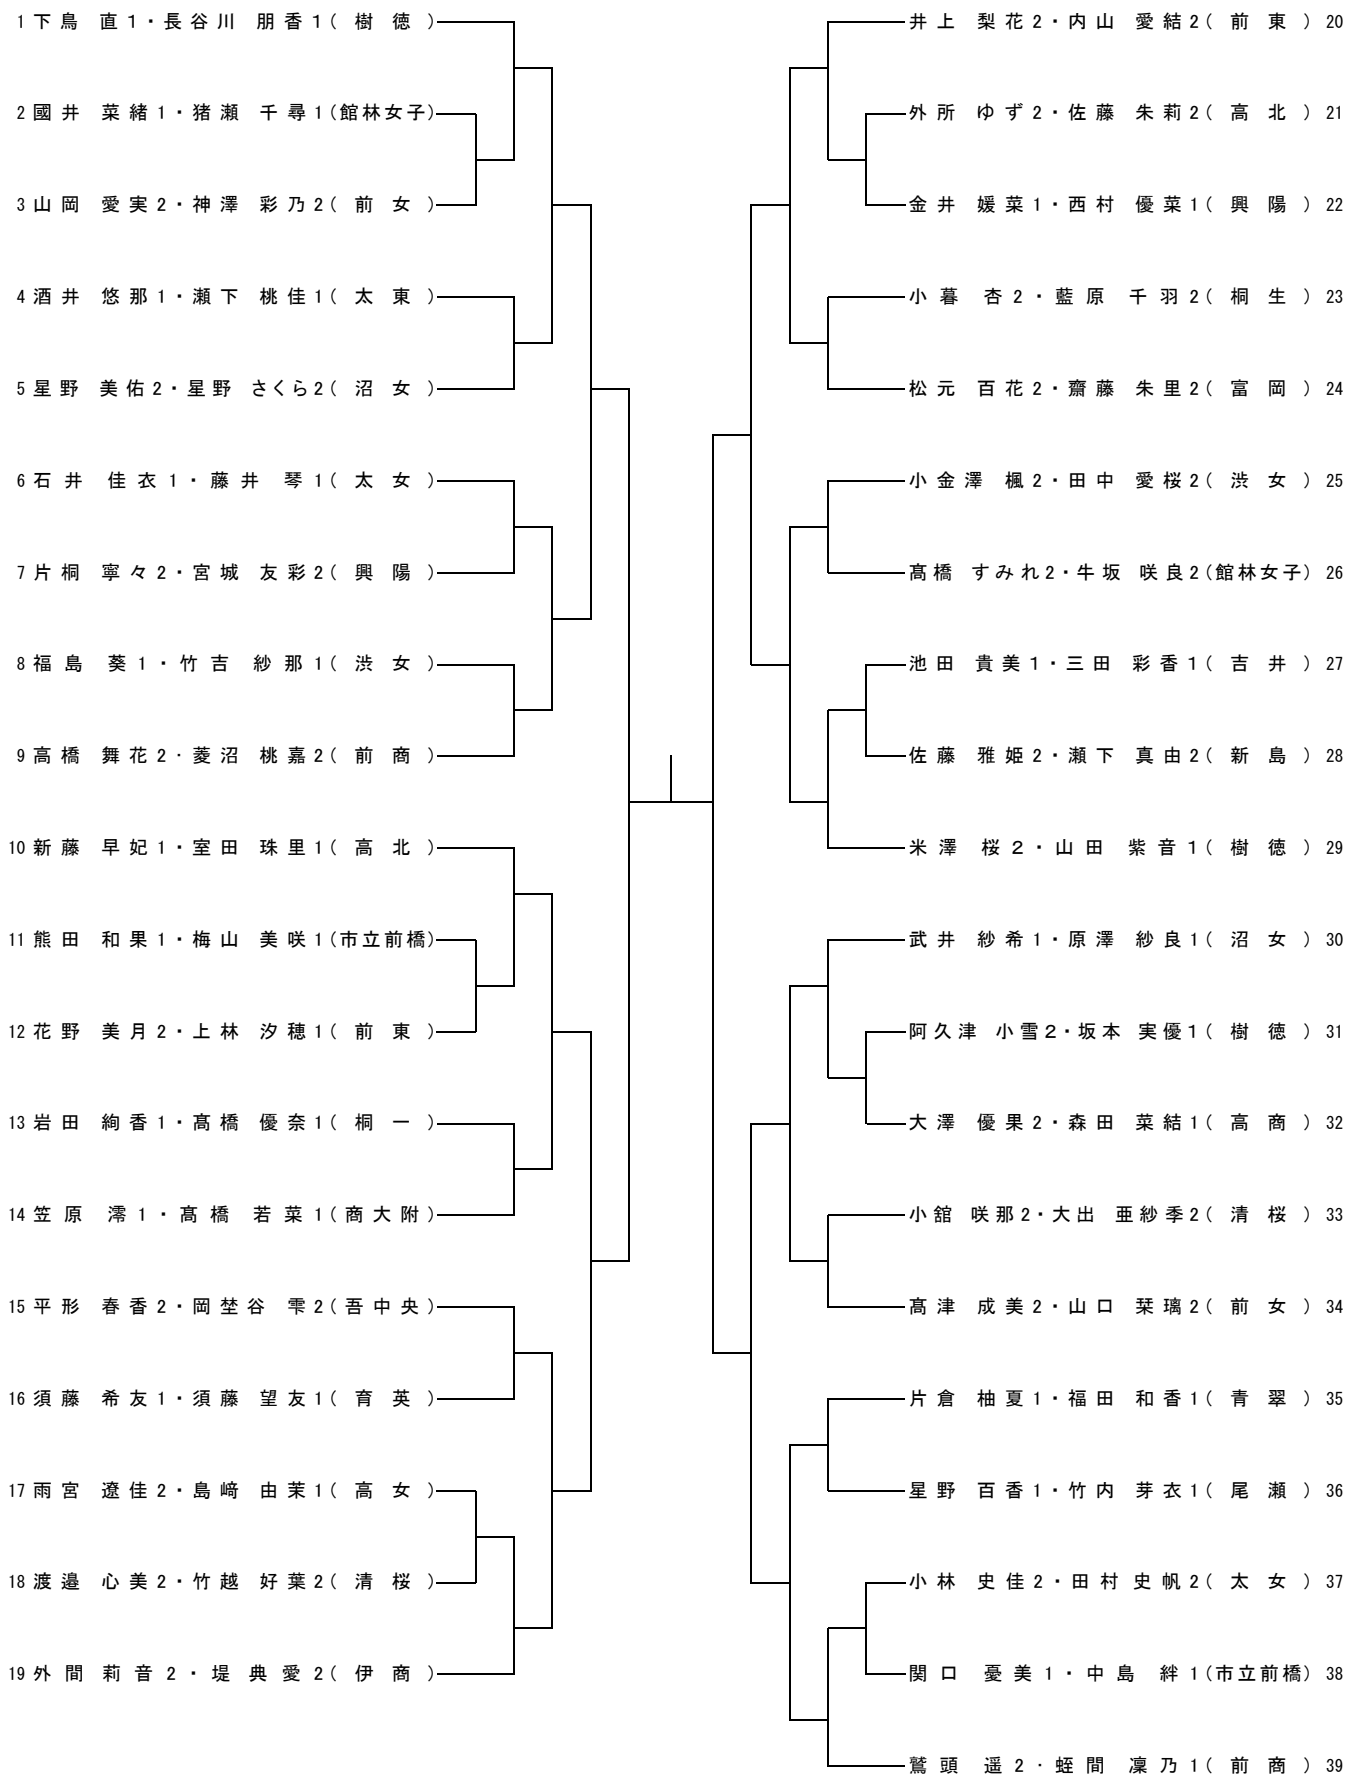 1 下鳥 直1・長谷川 朋香1(樹徳)
2 國井 菜緒1・猪瀬 千尋1(館林女子)
3 山岡 愛実2・神澤 彩乃2(前女)
4 酒井 悠那1・瀬下 桃佳1(太東)
5 星野 美佑2・星野 さくら2(沼女)
6 石井 佳衣1・藤井 琴1(太女)
7 片桐 寧々2・宮城 友彩2(興陽)
8 福島 葵1・竹吉 紗那1(渋女)
9 高橋 舞花2・菱沼 桃嘉2(前商)
10 新藤 早妃1・室田 珠里1(高北)
11 熊田 和果1・梅山 美咲1(市立前橋)
12 花野 美月2・上林 汐穂1(前東)
13 岩田 絢香1・髙橋 優奈1(桐一)
14 笠原 澪1・髙橋 若菜1(商大附)
15 平形 春香2・岡埜谷 雫2(吾中央)
16 須藤 希友1・須藤 望友1(育英)
17 雨宮 遼佳2・島﨑 由茉1(高女)
18 渡邉 心美2・竹越 好葉2(清桜)
19 外間 莉音2・堤 典愛2(伊商)
井上 梨花2・内山 愛結2(前東) 20
外所 ゆず2・佐藤 朱莉2(高北) 21
金井 媛菜1・西村 優菜1(興陽) 22
小暮 杏2・藍原 千羽2(桐生) 23
松元 百花2・齋藤 朱里2(富岡) 24
小金澤 楓2・田中 愛桜2(渋女) 25
髙橋 すみれ2・牛坂 咲良2(館林女子) 26
池田 貴美1・三田 彩香1(吉井) 27
佐藤 雅姫2・瀬下 真由2(新島) 28
米澤 桜2・山田 紫音1(樹徳) 29
武井 紗希1・原澤 紗良1(沼女) 30
阿久津 小雪2・坂本 実優1(樹徳) 31
大澤 優果2・森田 菜結1(高商) 32
小舘 咲那2・大出 亜紗季2(清桜) 33
髙津 成美2・山口 栞璃2(前女) 34
片倉 柚夏1・福田 和香1(青翠) 35
星野 百香1・竹内 芽衣1(尾瀬) 36
小林 史佳2・田村 史帆2(太女) 37
関口 憂美1・中島 絆1(市立前橋) 38
鷲頭 遥2・蛭間 凜乃1(前商) 39